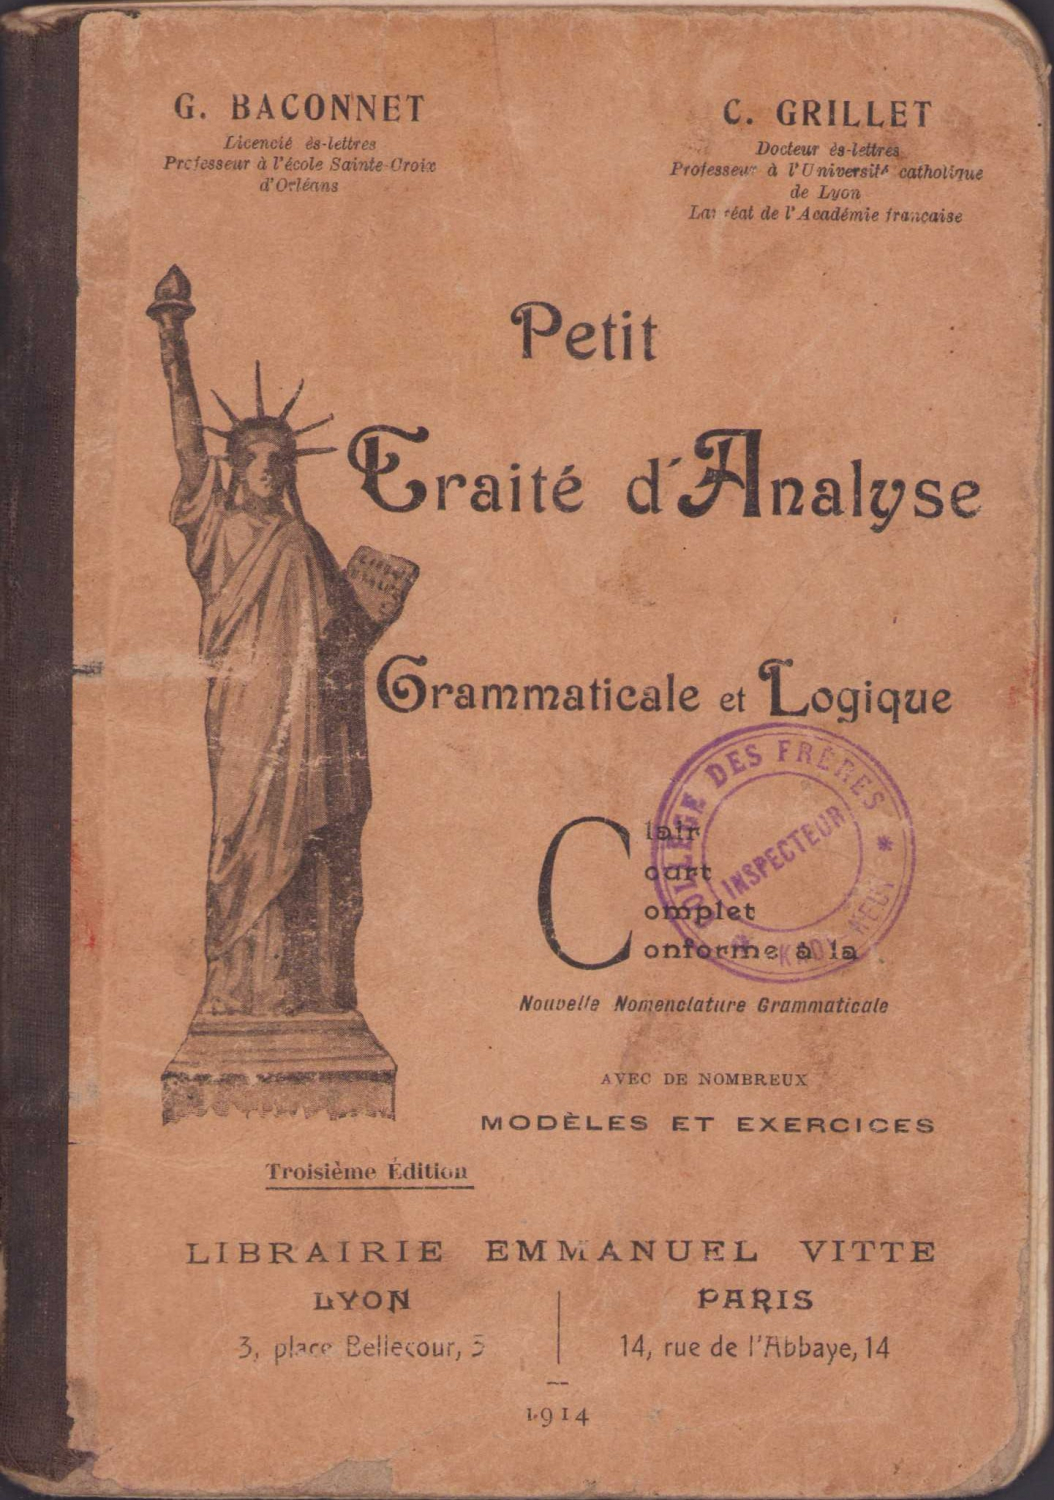 G. BACONNET
Licencié ès-lettres
Professeur à l'école Sainte-Croix
d'Orléans
C. GRILLET
Docteur ès-lettres
Professeur à l'Université catholique
de Lyon
Lauréat de l'Académie française
Petit
Traité d'Analyse
Grammaticale et Logique
Clair
Court
Complet
Conforme à la
Nouvelle Nomenclature Grammaticale
COLLÈGE DES FRÈRES
INSPECTEUR
AVEC DE NOMBREUX
MODÈLES ET EXERCICES
Troisième Édition
LIBRAIRIE EMMANUEL VITTE
LYON
3, place Bellecour, 3
PARIS
14, rue de l'Abbaye, 14
1914